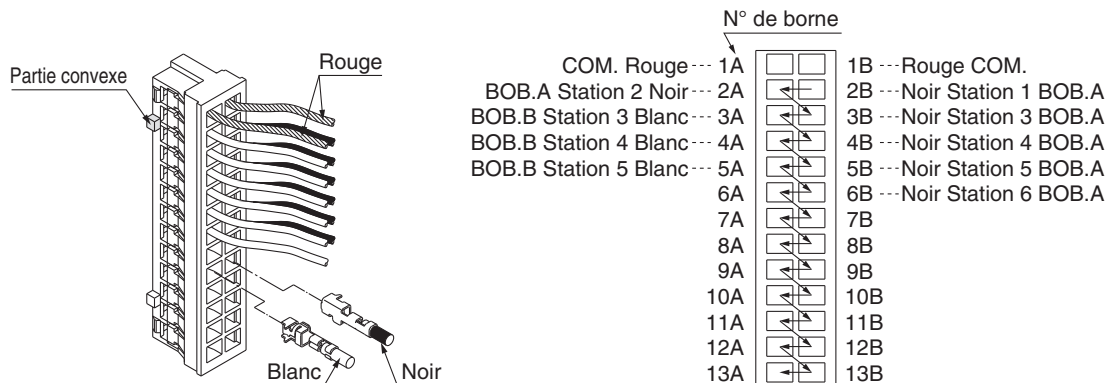 N° de borne
Partie convexe
Rouge
Blanc
Noir
COM. Rouge 1A 1B Rouge COM.
BOB.A Station 2 Noir 2A 2B Noir Station 1 BOB.A
BOB.B Station 3 Blanc 3A 3B Noir Station 3 BOB.A
BOB.B Station 4 Blanc 4A 4B Noir Station 4 BOB.A
BOB.B Station 5 Blanc 5A 5B Noir Station 5 BOB.A
6A 6B Noir Station 6 BOB.A
7A 7B
8A 8B
9A 9B
10A 10B
11A 11B
12A 12B
13A 13B